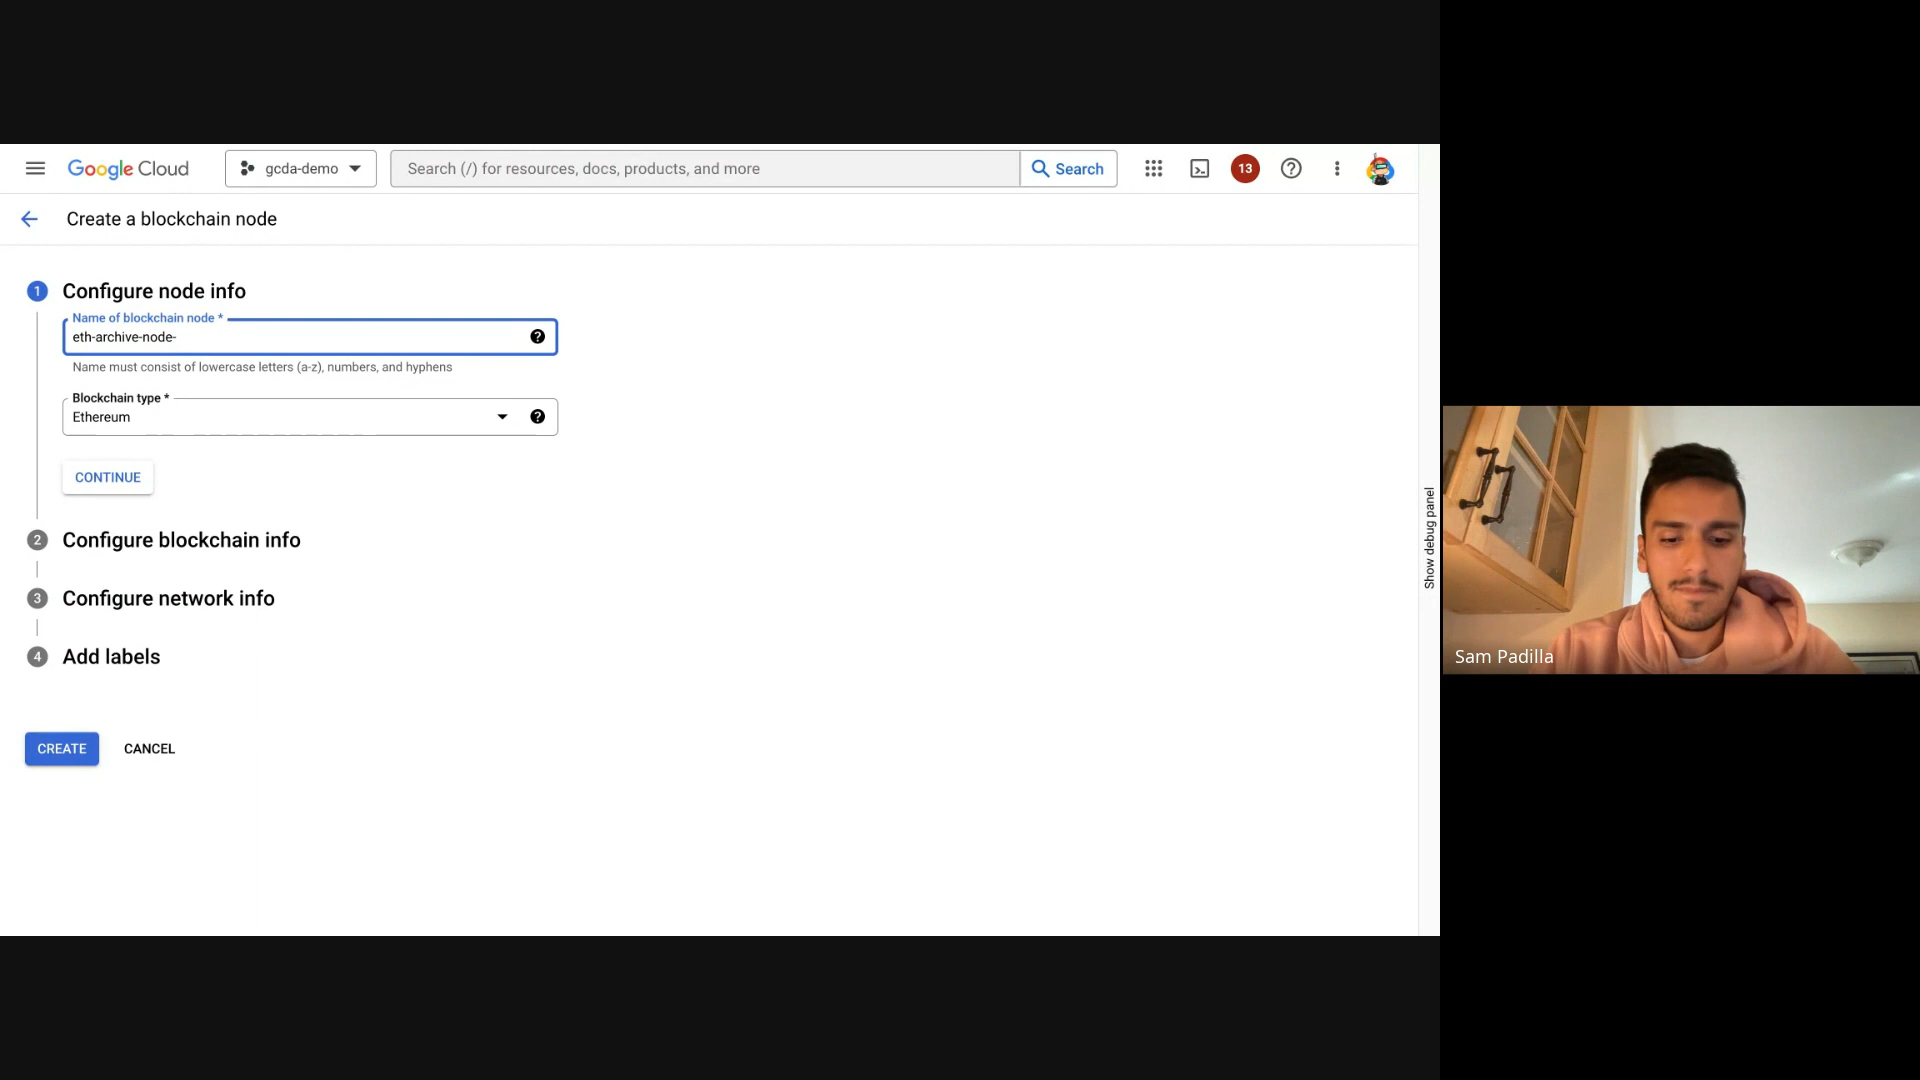 Google Cloud
gcda-demo
Search (/) for resources, docs, products, and more
Search
13
Create a blockchain node
1 Configure node info
Name of blockchain node *
eth-archive-node-
Name must consist of lowercase letters (a-z), numbers, and hyphens
Blockchain type *
Ethereum
CONTINUE
2 Configure blockchain info
3 Configure network info
4 Add labels
CREATE CANCEL
Show debug panel
Sam Padilla